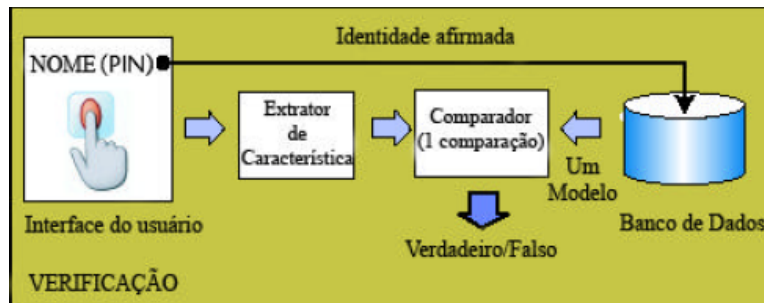 Identidade afirmada
NOME (PIN)
Extrator
de
Característica
Comparador
(1 comparação)
Um
Modelo
Interface do usuário
Banco de Dados
Verdadeiro/Falso
VERIFICAÇÃO